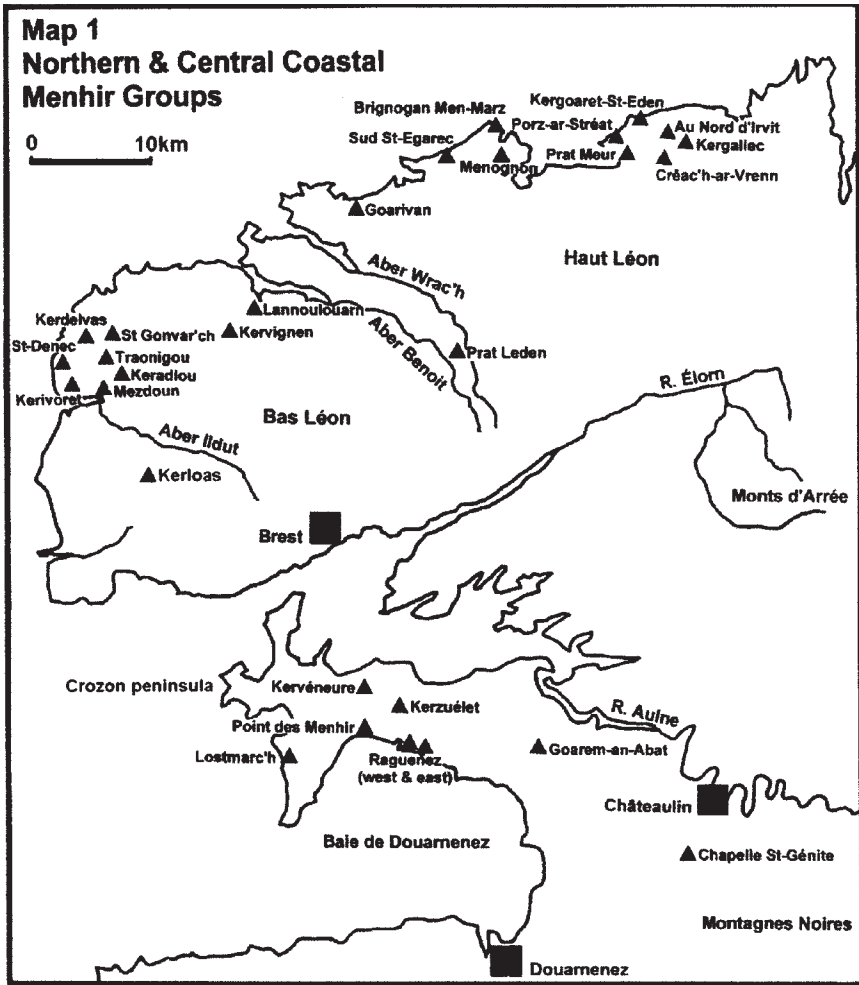 Map 1
Northern & Central Coastal
Menhir Groups
0 10km
Kergoaret-St-Eden
Brignogan Men-Marz
Porz-ar-Stréat
Au Nord d'Irvit
Sud St-Egarec
Kergallec
Menognon
Prat Meur
Créac'h-ar-Vrenn
Goarivan
Haut Léon
Aber Wrac'h
Lannoulouarn
Kerdelvas
St Gonvar'ch
Kervignen
Aber Benoit
St-Denec
Traonigou
Prat Leden
Keradiou
R. Élorn
Kerivoret
Mezdoun
Bas Léon
Aber Ildut
Kerloas
Monts d'Arrée
Brest
Crozon peninsula
Kervéneure
Kerzuélet
R. Aulne
Point des Menhir
Lostmarc'h
Raguenez
(west & east)
Goarem-an-Abat
Châteaulin
Baie de Douarnenez
Chapelle St-Génite
Montagnes Noires
Douarnenez